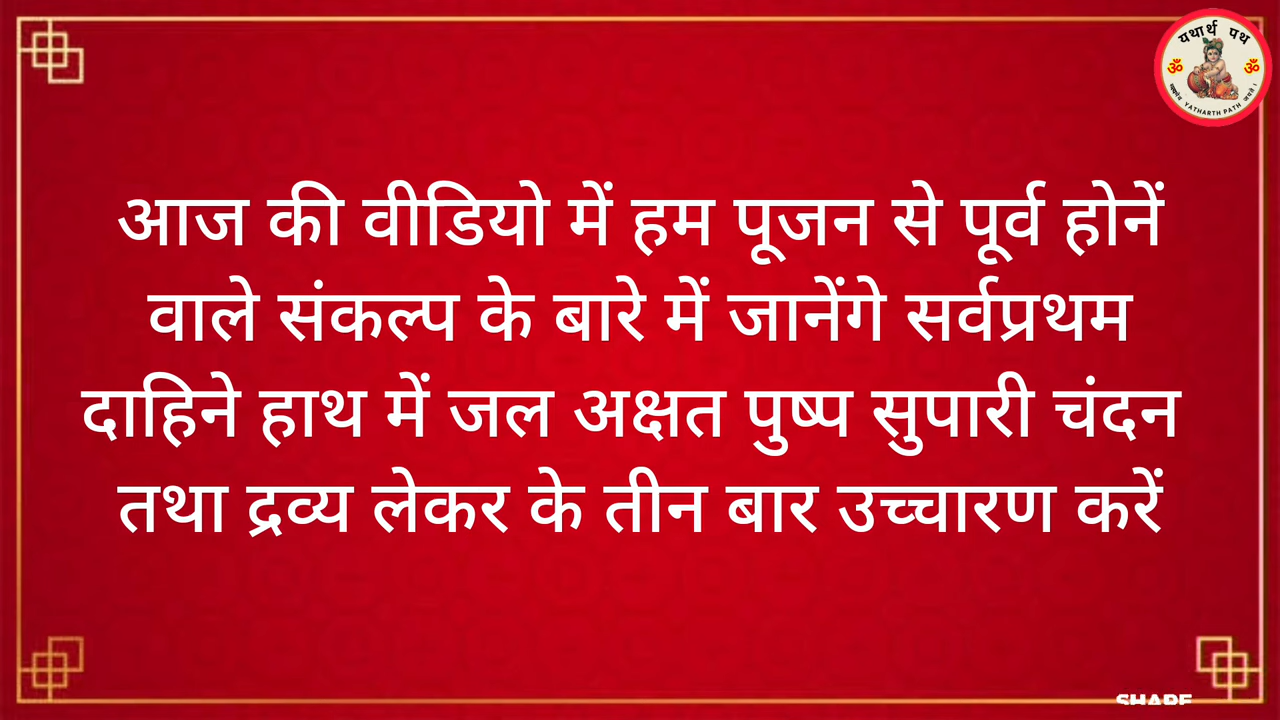 यथार्थ पथ
ॐ ॐ
YATHARTH PATH
आज की वीडियो में हम पूजन से पूर्व होनें
वाले संकल्प के बारे में जानेंगे सर्वप्रथम
दाहिने हाथ में जल अक्षत पुष्प सुपारी चंदन
तथा द्रव्य लेकर के तीन बार उच्चारण करें
SHARE